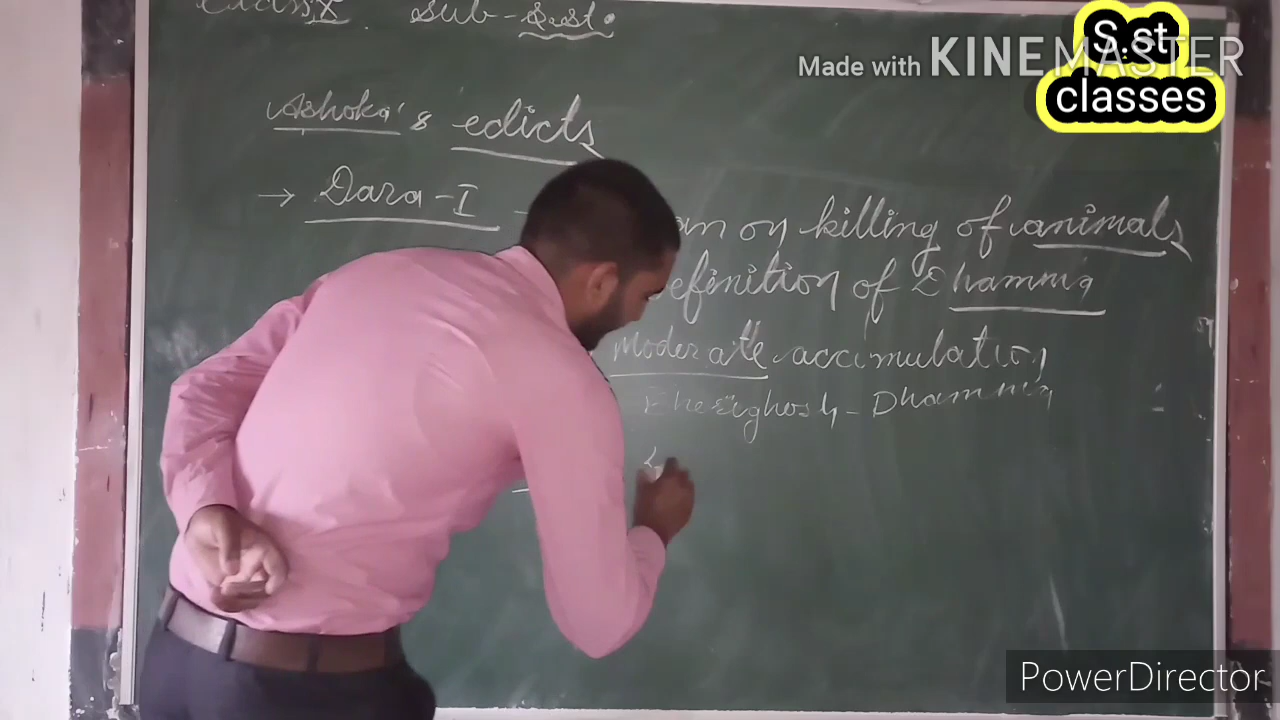 Class X Sub - S.st.
S.st
classes
Made with KINEMASTER
Ashoka's edicts
→ Dara - I -
on killing of animals
efinition of Dhamma
Moderate accimulation
- Dhamma
PowerDirector